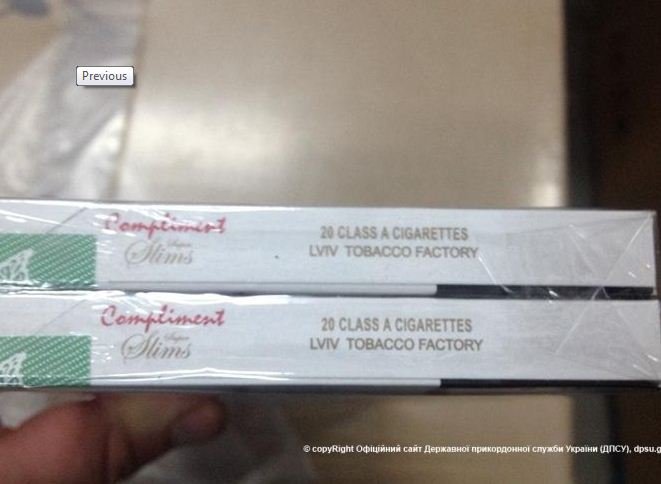 Previous
Compliment
Super
Slims
20 CLASS A CIGARETTES
LVIV TOBACCO FACTORY
Compliment
Super
Slims
20 CLASS A CIGARETTES
LVIV TOBACCO FACTORY
© copyRight Офіційний сайт Державної прикордонної служби України (ДПСУ), dpsu.g